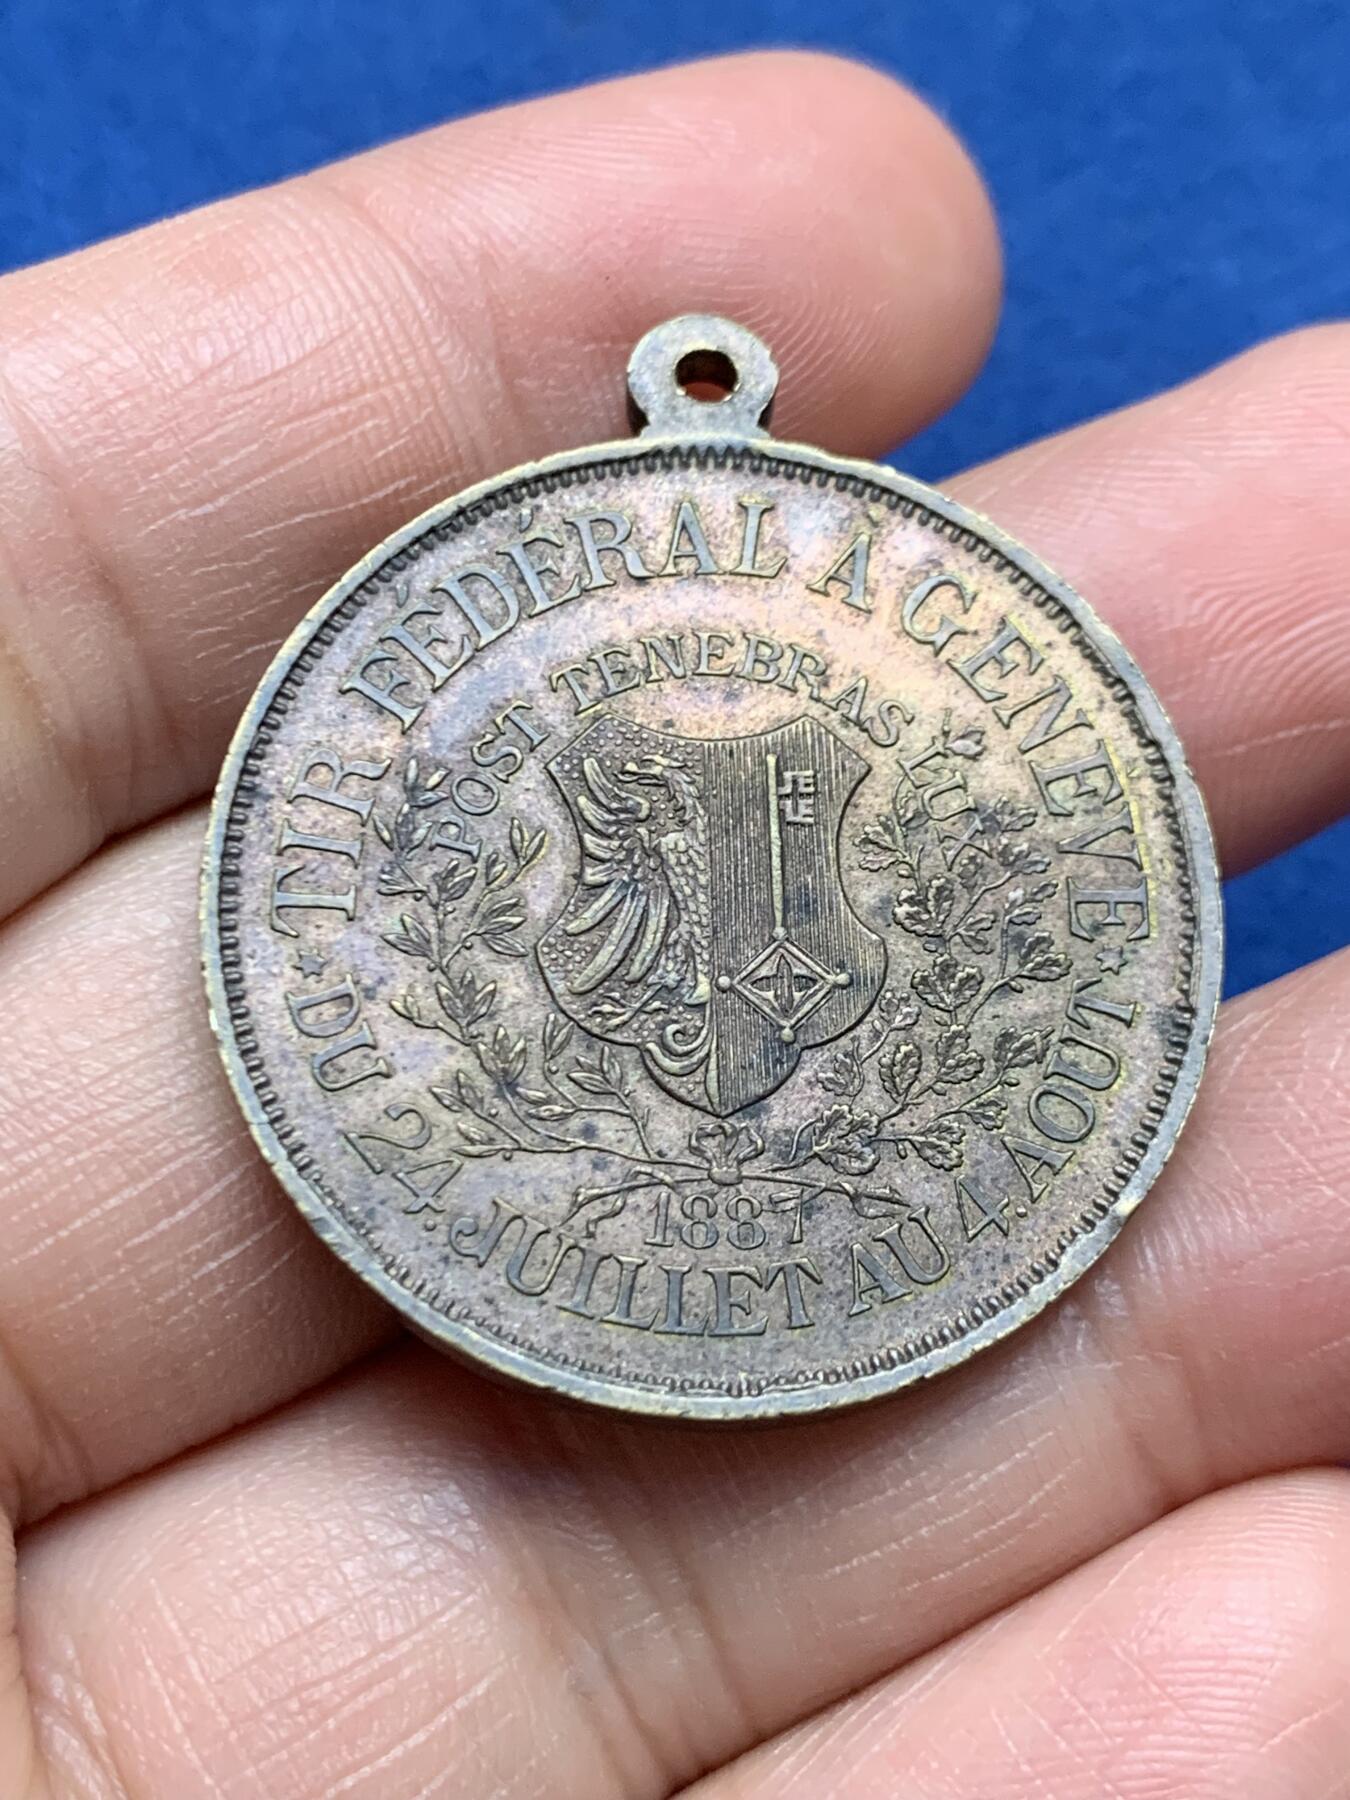 TIR FÉDÉRAL À GENÈVE
DU 24. JUILLET AU 4. AOUT.
POST TENEBRAS LUX
1887